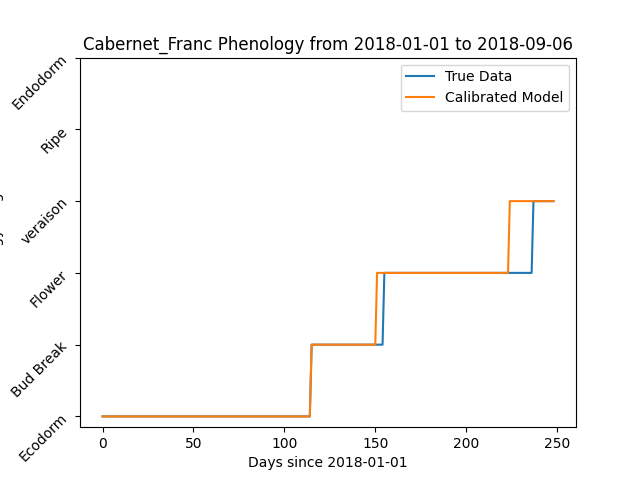 Cabernet_Franc Phenology from 2018-01-01 to 2018-09-06
True Data
Calibrated Model
Endodorm
Ripe
veraison
Flower
Bud Break
Ecodorm
0 50 100 150 200 250
Days since 2018-01-01